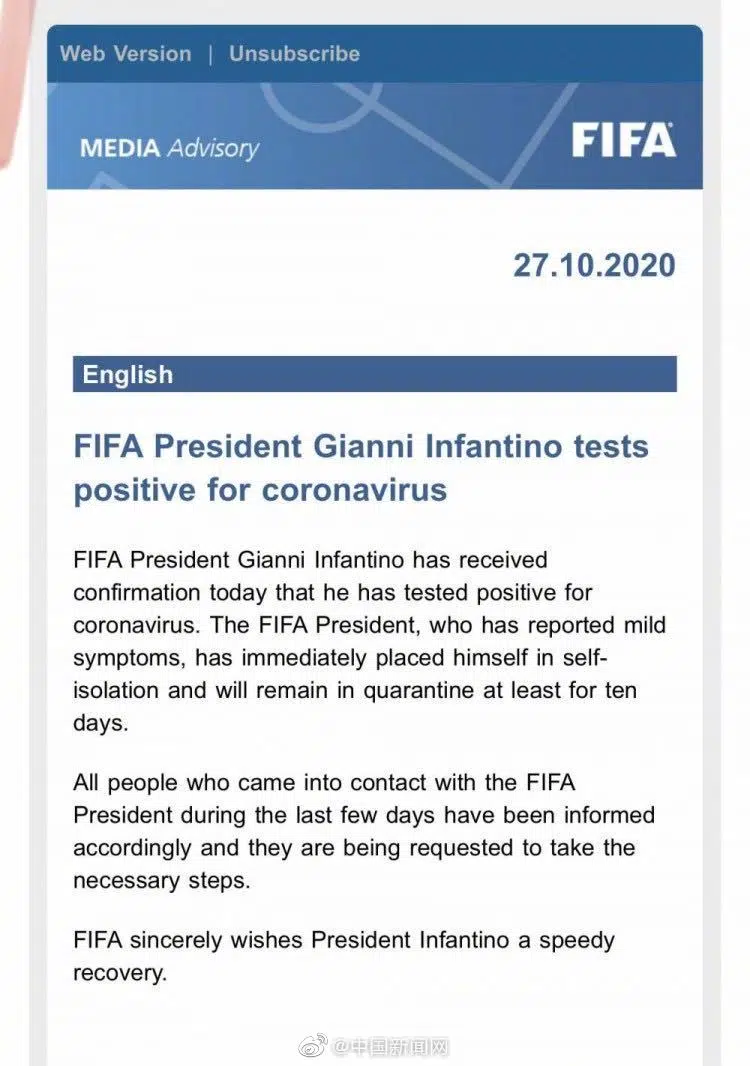 Web Version | Unsubscribe
MEDIA Advisory
FIFA
27.10.2020
English
FIFA President Gianni Infantino tests
positive for coronavirus
FIFA President Gianni Infantino has received
confirmation today that he has tested positive for
coronavirus. The FIFA President, who has reported mild
symptoms, has immediately placed himself in self-
isolation and will remain in quarantine at least for ten
days.
All people who came into contact with the FIFA
President during the last few days have been informed
accordingly and they are being requested to take the
necessary steps.
FIFA sincerely wishes President Infantino a speedy
recovery.
@中国新闻网